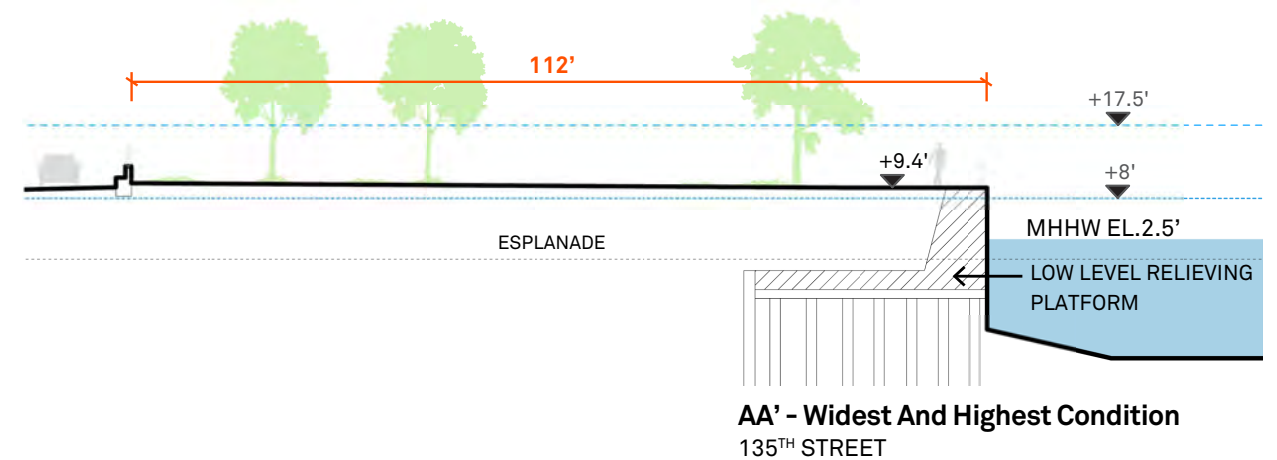 112’
+17.5'
+9.4'
+8'
MHHW EL.2.5’
ESPLANADE
LOW LEVEL RELIEVING
PLATFORM
AA’ - Widest And Highest Condition
135TH STREET